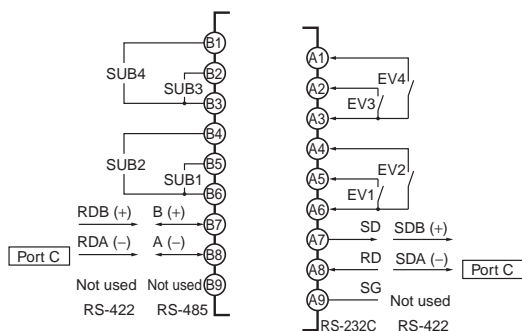 B1
SUB4
B2
SUB3
B3
B4
SUB2
B5
SUB1
B6
RDB (+) B (+) B7
Port C RDA (−) A (−) B8
Not used Not used B9
RS-422 RS-485
A1
EV4
A2
EV3
A3
A4
EV2
A5
EV1
A6
A7 SD SDB (+)
A8 RD SDA (−) Port C
A9 SG Not used
RS-232C RS-422